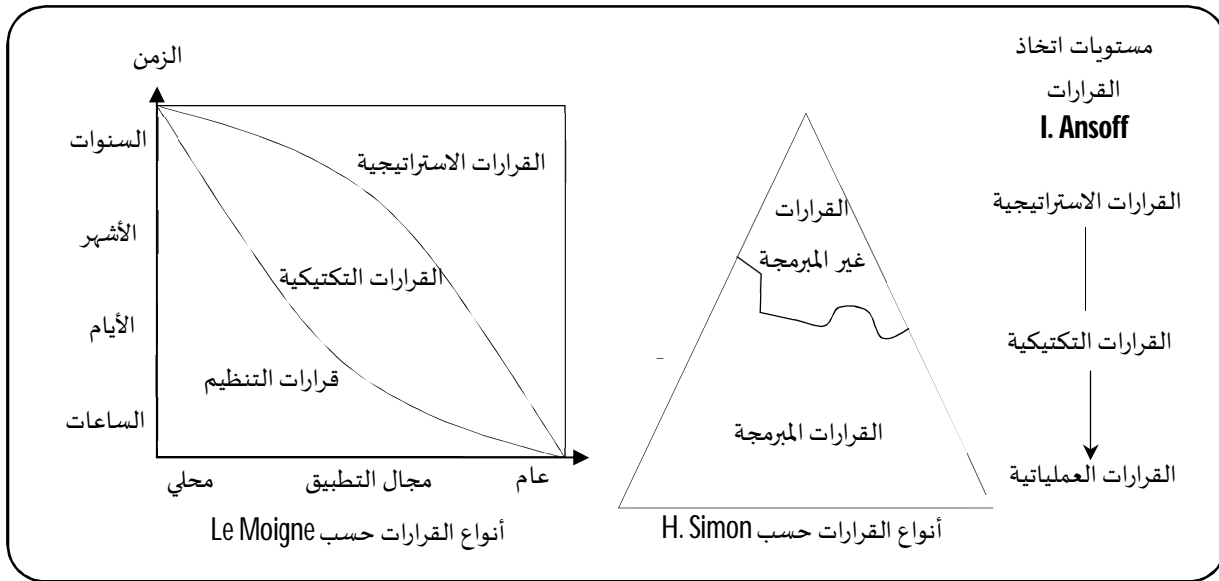 مستويات اتخاذ
القرارات
I. Ansoff
القرارات الاستراتيجية
القرارات التكتيكية
القرارات العملياتية
القرارات
غير المبرمجة
القرارات المبرمجة
أنواع القرارات حسب H. Simon
الزمن
السنوات
الأشهر
الأيام
الساعات
القرارات الاستراتيجية
القرارات التكتيكية
قرارات التنظيم
عام
مجال التطبيق
محلي
أنواع القرارات حسب Le Moigne